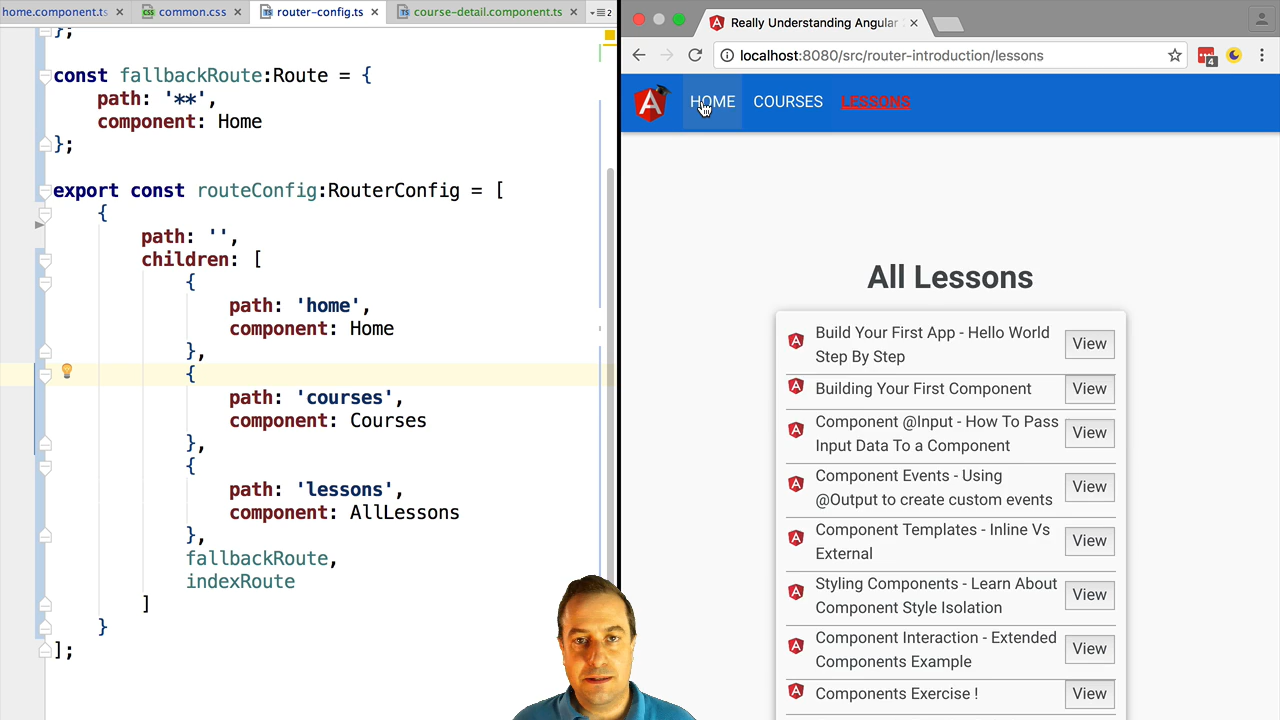 home.component.ts
common.css
router-config.ts
course-detail.component.ts
2
};
const fallbackRoute:Route = {
path: '**',
component: Home
};
export const routeConfig:RouterConfig = [
{
path: '',
children: [
{
path: 'home',
component: Home
},
{
path: 'courses',
component: Courses
},
{
path: 'lessons',
component: AllLessons
},
fallbackRoute,
indexRoute
]
}
];
Really Understanding Angular
localhost:8080/src/router-introduction/lessons
4
HOME COURSES LESSONS
All Lessons
Build Your First App - Hello World
Step By Step
View
Building Your First Component
View
Component @Input - How To Pass
Input Data To a Component
View
Component Events - Using
@Output to create custom events
View
Component Templates - Inline Vs
External
View
Styling Components - Learn About
Component Style Isolation
View
Component Interaction - Extended
Components Example
View
Components Exercise !
View